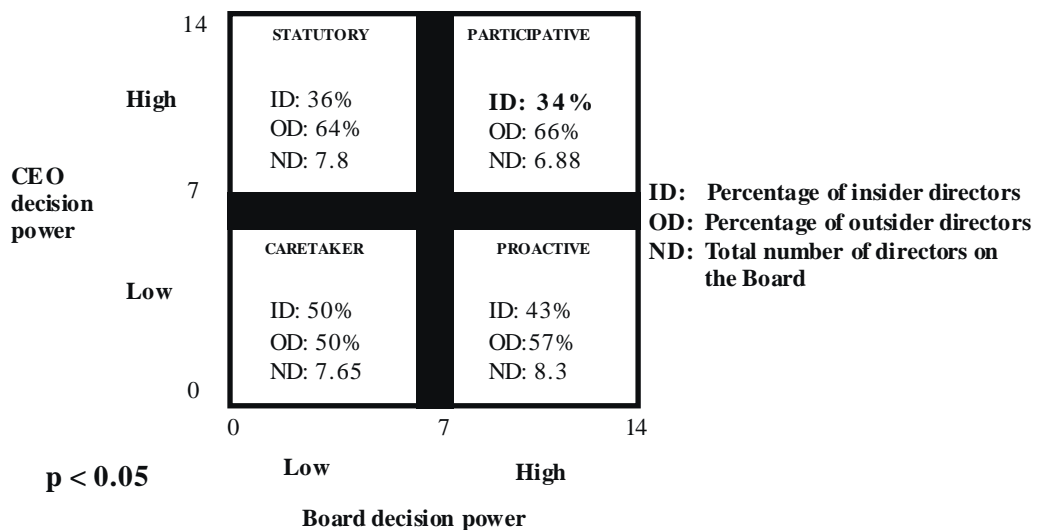 14
STATUTORY
PARTICIPATIVE
High
ID: 36%
OD: 64%
ND: 7.8
ID: 34%
OD: 66%
ND: 6.88
CEO
decision
power
7
ID: Percentage of insider directors
OD: Percentage of outsider directors
ND: Total number of directors on
the Board
CARETAKER
PROACTIVE
Low
ID: 50%
OD: 50%
ND: 7.65
ID: 43%
OD:57%
ND: 8.3
0
0
7
14
Low
High
p < 0.05
Board decision power